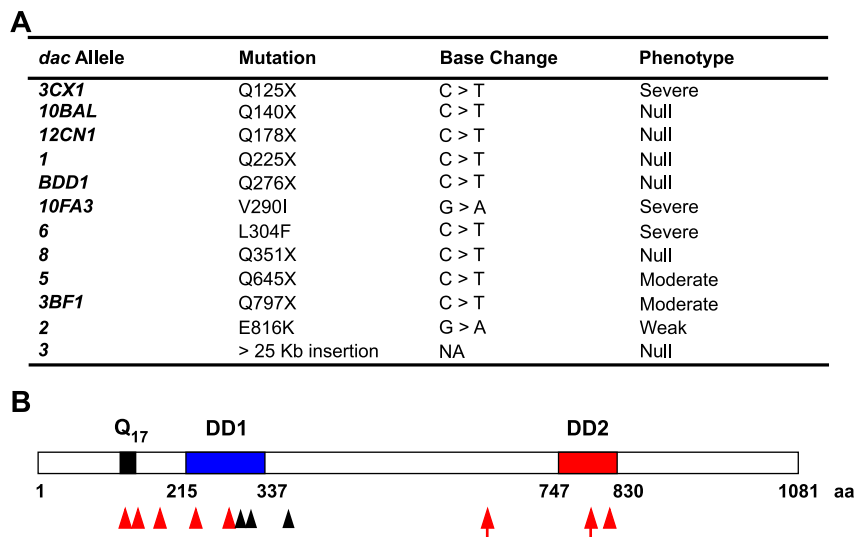 A
dac Allele Mutation Base Change Phenotype
3CX1 Q125X C > T Severe
10BAL Q140X C > T Null
12CN1 Q178X C > T Null
1 Q225X C > T Null
BDD1 Q276X C > T Null
10FA3 V290I G > A Severe
6 L304F C > T Severe
8 Q351X C > T Null
5 Q645X C > T Moderate
3BF1 Q797X C > T Moderate
2 E816K G > A Weak
3 > 25 Kb insertion NA Null
B
Q17 DD1 DD2
1 215 337 747 830 1081 aa